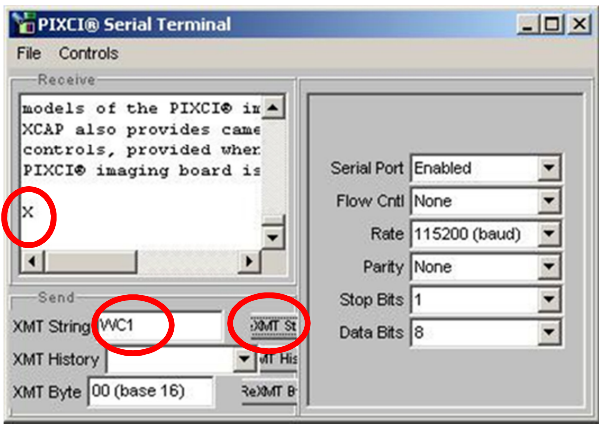 PIXCI® Serial Terminal
File Controls
Receive
models of the PIXCI® im
XCAP also provides came
controls, provided wher
PIXCI® imaging board is
X
Send
XMT String WC1 XMT St
XMT History MT His
XMT Byte 00 (base 16) ReXMT B
Serial Port Enabled
Flow Cntl None
Rate 115200 (baud)
Parity None
Stop Bits 1
Data Bits 8